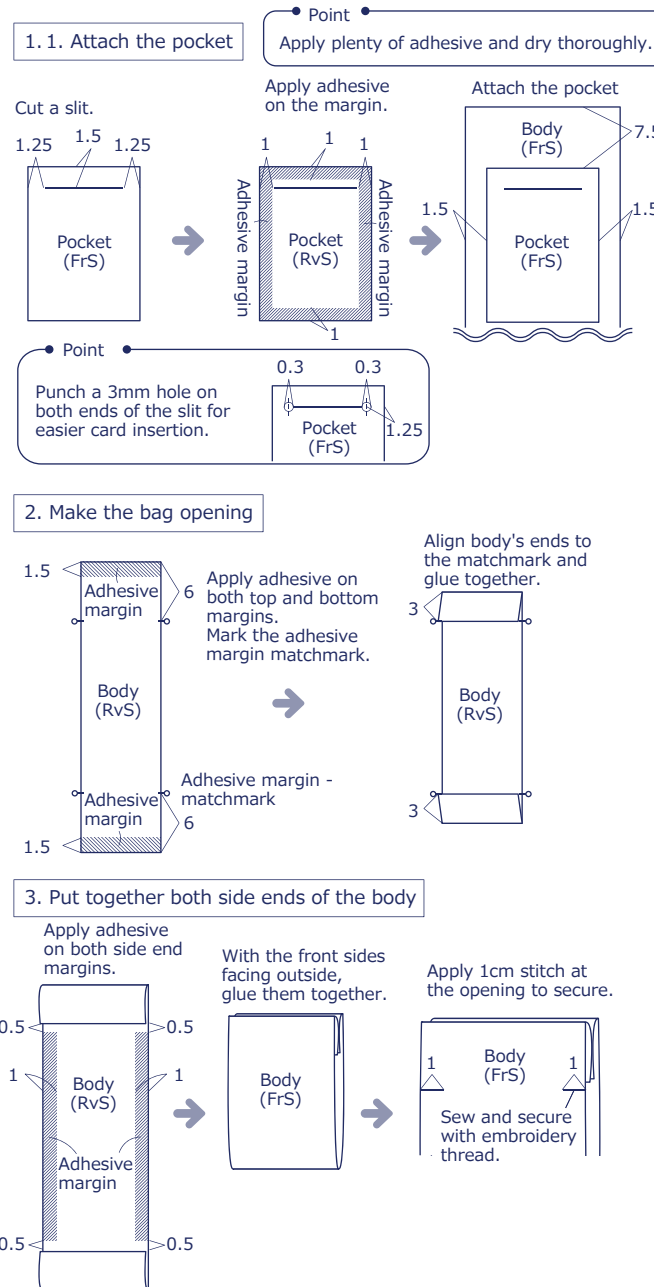 1. 1. Attach the pocket
Point
Apply plenty of adhesive and dry thoroughly.
Cut a slit.
1.25
1.5
1.25
Pocket
(FrS)
Apply adhesive
on the margin.
1
1
1
Adhesive margin
Pocket
(RvS)
Adhesive margin
1
Attach the pocket
Body
(FrS)
7.5
1.5
1.5
Pocket
(FrS)
Point
Punch a 3mm hole on
both ends of the slit for
easier card insertion.
0.3
0.3
Pocket
(FrS)
1.25
2. Make the bag opening
1.5
Adhesive
margin
6
Body
(RvS)
Adhesive
margin
6
1.5
Apply adhesive on
both top and bottom
margins.
Mark the adhesive
margin matchmark.
Adhesive margin -
matchmark
Align body's ends to
the matchmark and
glue together.
3
Body
(RvS)
3
3. Put together both side ends of the body
Apply adhesive
on both side end
margins.
0.5
0.5
1
1
Body
(RvS)
Adhesive
margin
0.5
0.5
With the front sides
facing outside,
glue them together.
Body
(FrS)
Apply 1cm stitch at
the opening to secure.
1
Body
(FrS)
1
Sew and secure
with embroidery
thread.